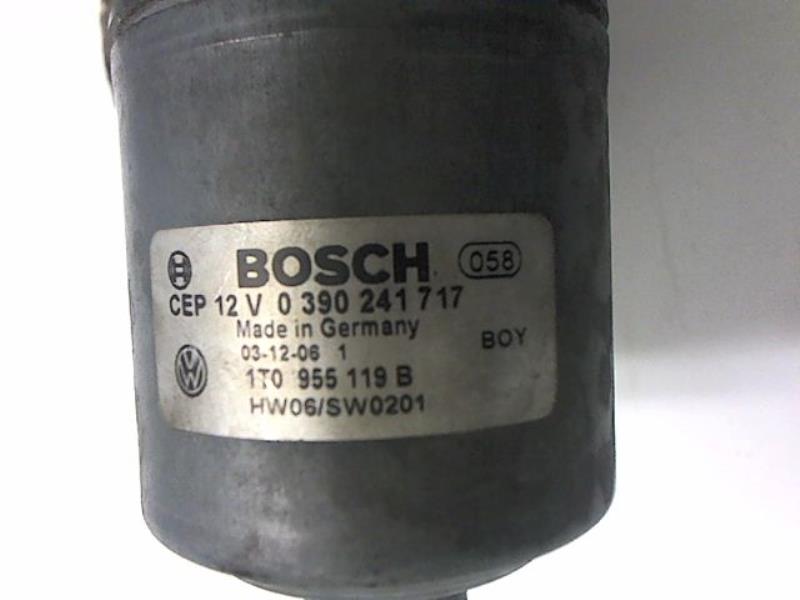 BOSCH 058
CEP 12 V 0 390 241 717
Made in Germany
BOY
03-12-06 1
1T0 955 119 B
HW06/SW0201